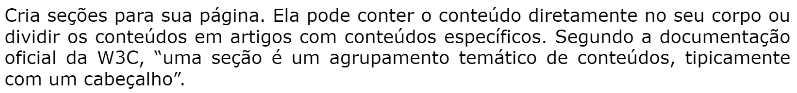 Cria seções para sua página. Ela pode conter o conteúdo diretamente no seu corpo ou
dividir os conteúdos em artigos com conteúdos específicos. Segundo a documentação
oficial da W3C, “uma seção é um agrupamento temático de conteúdos, tipicamente
com um cabeçalho”.